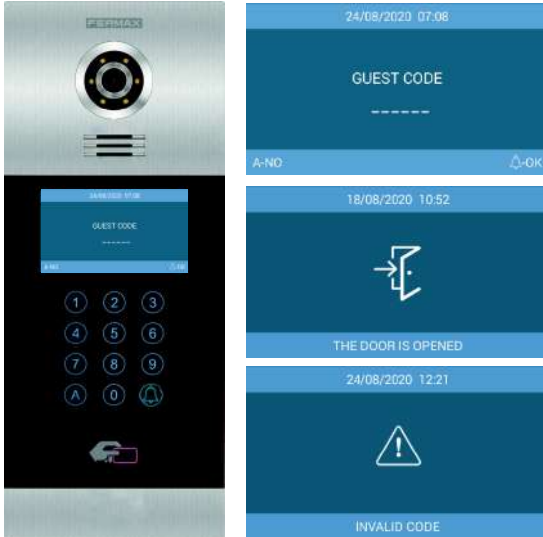 FERMAX
24/08/2020 07:08
GUEST CODE
------
A-NO
-OK
1 2 3
4 5 6
7 8 9
A 0
24/08/2020 07:08
GUEST CODE
------
A-NO
-OK
18/08/2020 10:52
THE DOOR IS OPENED
24/08/2020 12:21
INVALID CODE